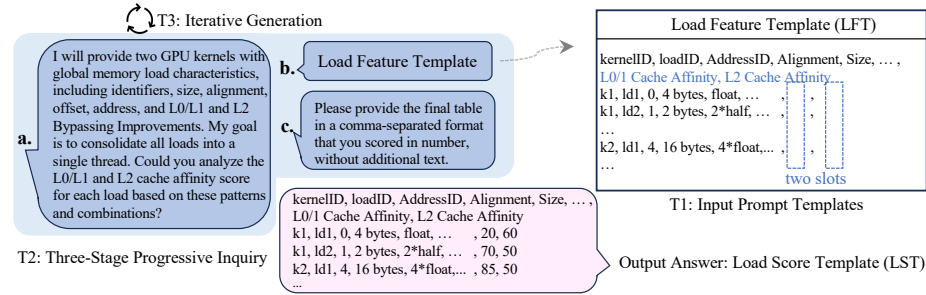 T3: Iterative Generation
a.
I will provide two GPU kernels with
global memory load characteristics,
including identifiers, size, alignment,
offset, address, and L0/L1 and L2
Bypassing Improvements. My goal
is to consolidate all loads into a
single thread. Could you analyze the
L0/L1 and L2 cache affinity score
for each load based on these patterns
and combinations?
b.
Load Feature Template
c.
Please provide the final table
in a comma-separated format
that you scored in number,
without additional text.
T2: Three-Stage Progressive Inquiry
Load Feature Template (LFT)
kernelID, loadID, AddressID, Alignment, Size, … ,
L0/1 Cache Affinity, L2 Cache Affinity
k1, ld1, 0, 4 bytes, float, … , ,
k1, ld2, 1, 2 bytes, 2*half, … , ,
…
k2, ld1, 4, 16 bytes, 4*float,... , ,
…
two slots
T1: Input Prompt Templates
kernelID, loadID, AddressID, Alignment, Size, … ,
L0/1 Cache Affinity, L2 Cache Affinity
k1, ld1, 0, 4 bytes, float, … , 20, 60
k1, ld2, 1, 2 bytes, 2*half, … , 70, 50
k2, ld1, 4, 16 bytes, 4*float,... , 85, 50
...
Output Answer: Load Score Template (LST)